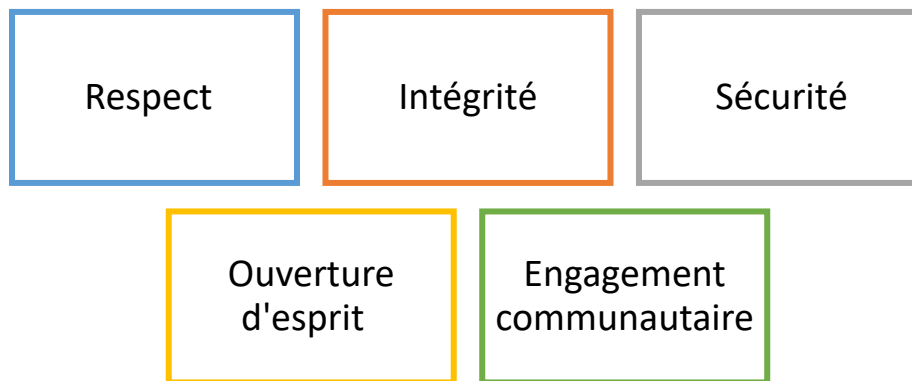 Respect
Intégrité
Sécurité
Ouverture
d'esprit
Engagement
communautaire